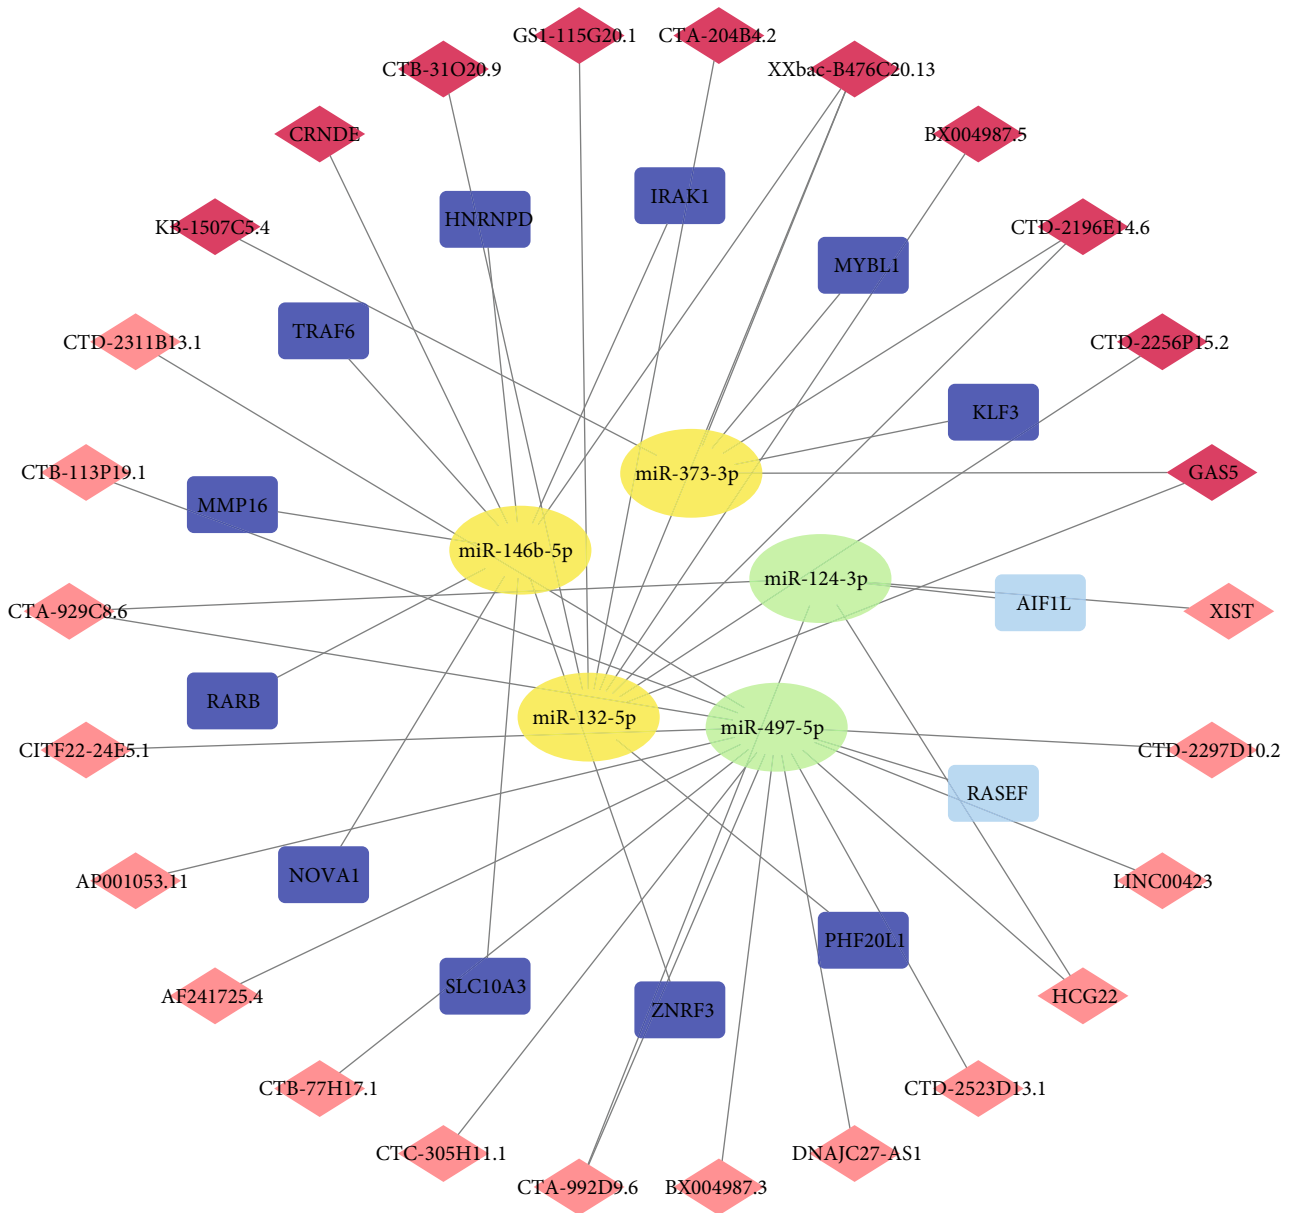 GS1-115G20.1
CTA-204B4.2
CTB-31O20.9
XXbac-B476C20.13
CRNDE
BX004987.5
IRAK1
HNRNPD
KB-1507C5.4
CTD-2196E14.6
MYBL1
TRAF6
CTD-2311B13.1
CTD-2256P15.2
KLF3
CTB-113P19.1
miR-373-3p
GAS5
MMP16
miR-146b-5p
miR-124-3p
CTA-929C8.6
AIF1L
XIST
RARB
miR-132-5p
miR-497-5p
CITF22-24E5.1
CTD-2297D10.2
RASEF
AP001053.11
NOVA1
LINC00423
PHF20L1
SLC10A3
AF241725.4
HCG22
ZNRF3
CTB-77H17.1
CTD-2523D13.1
CTC-305H11.1
DNAJC27-AS1
CTA-992D9.6
BX004987.3